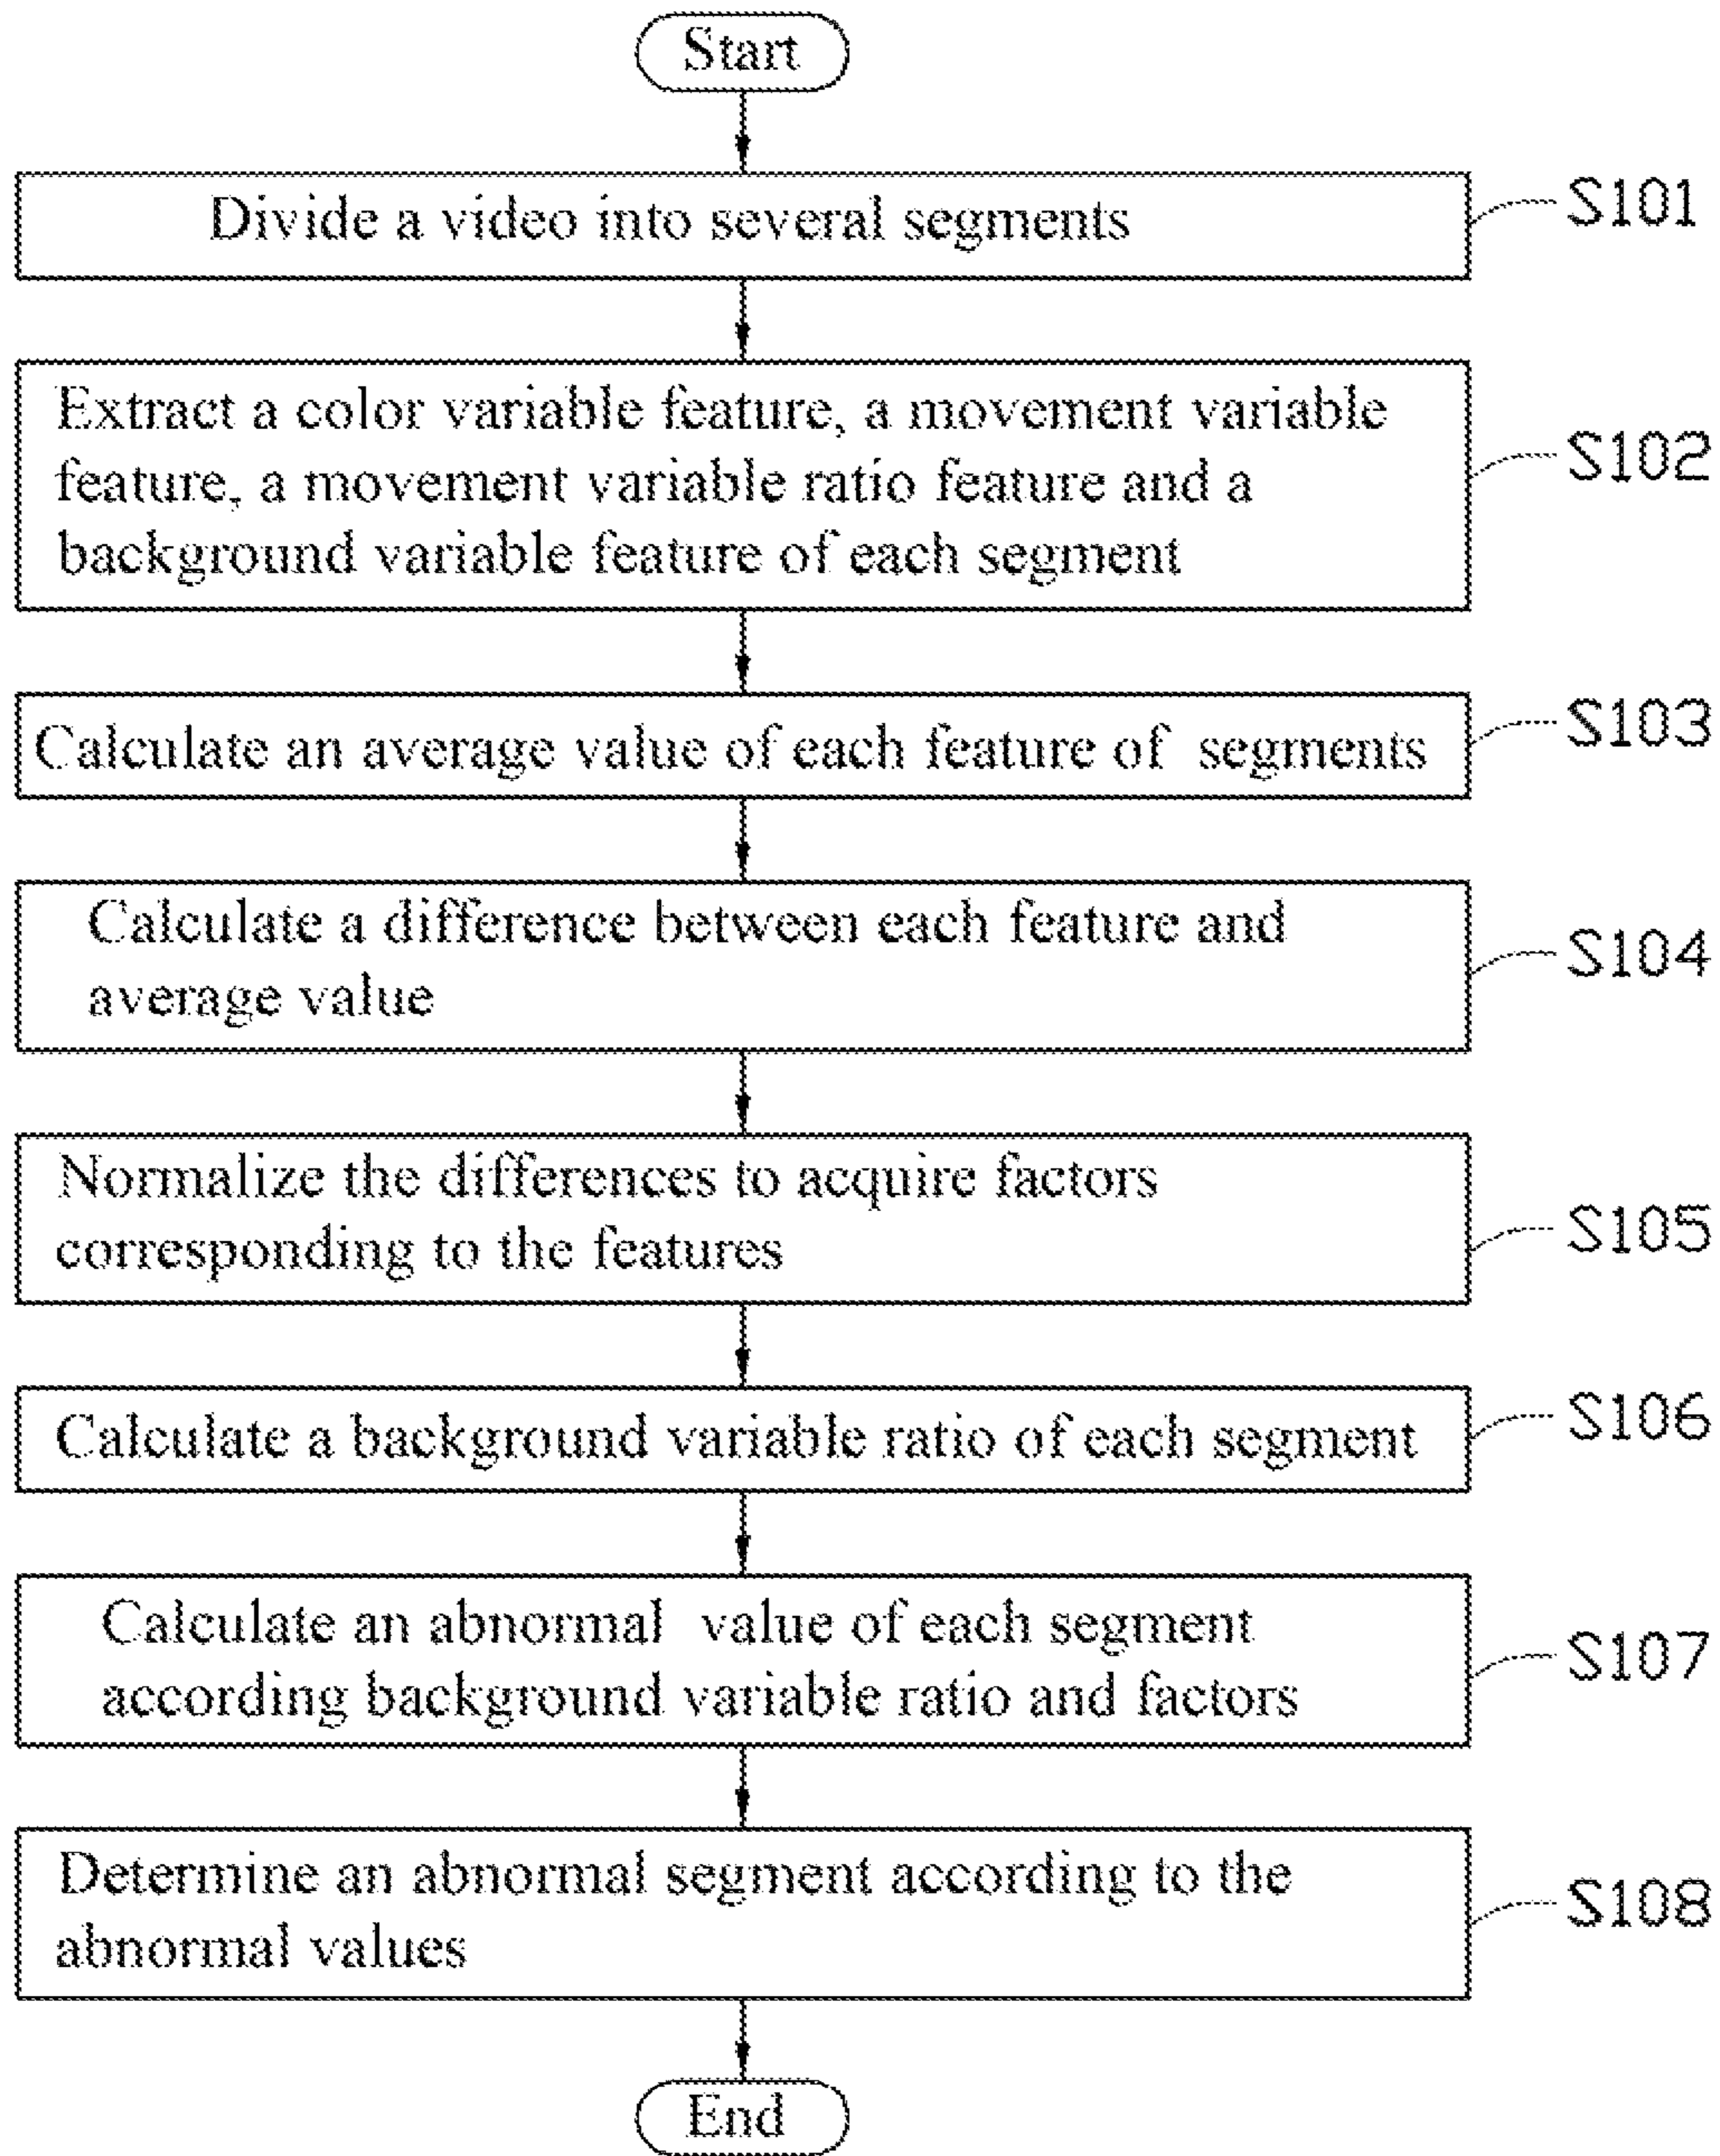 Start
Divide a video into several segments
S101
Extract a color variable feature, a movement variable
feature, a movement variable ratio feature and a
background variable feature of each segment
S102
Calculate an average value of each feature of segments
S103
Calculate a difference between each feature and
average value
S104
Normalize the differences to acquire factors
corresponding to the features
S105
Calculate a background variable ratio of each segment
S106
Calculate an abnormal value of each segment
according background variable ratio and factors
S107
Determine an abnormal segment according to the
abnormal values
S108
End